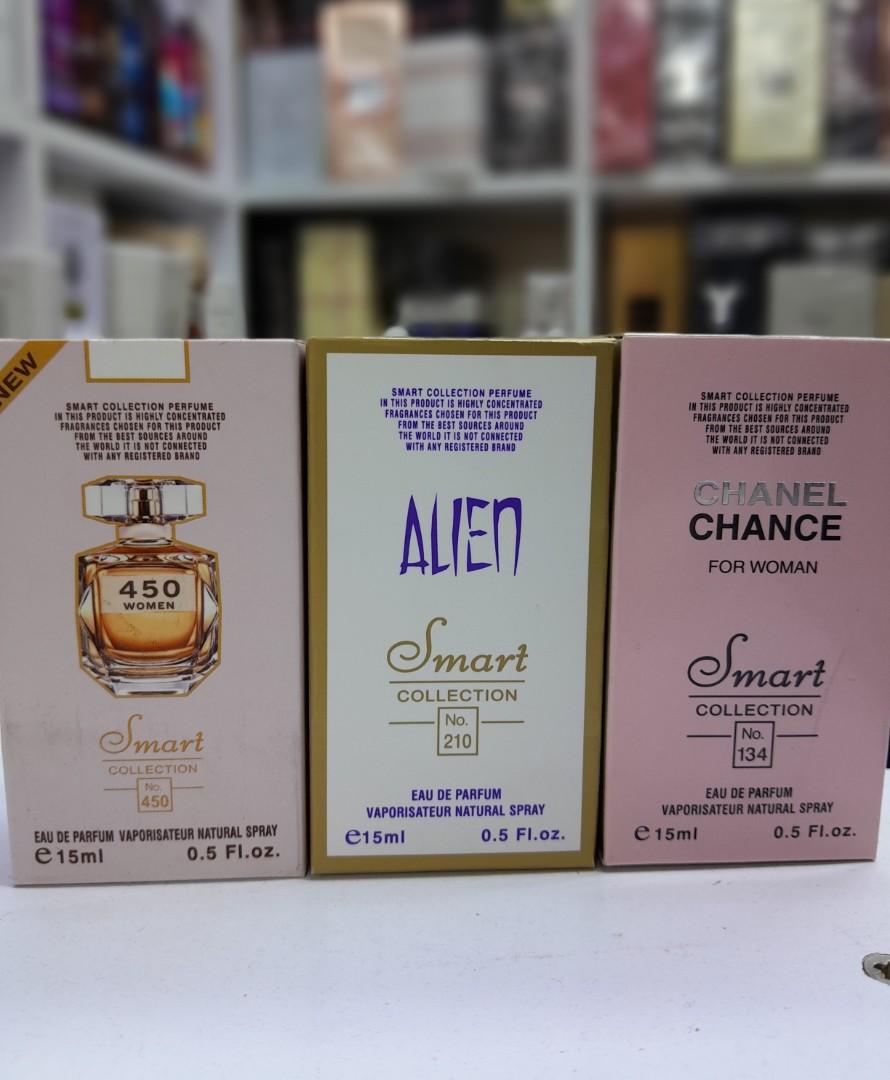 NEW
SMART COLLECTION PERFUME
IN THIS PRODUCT IS HIGHLY CONCENTRATED
FRAGRANCES CHOSEN FOR THIS PRODUCT
FROM THE BEST SOURCES AROUND
THE WORLD IT IS NOT CONNECTED
WITH ANY REGISTERED BRAND
450
WOMEN
Smart
COLLECTION
No.
450
EAU DE PARFUM VAPORISATEUR NATURAL SPRAY
e 15ml 0.5 Fl.oz.
SMART COLLECTION PERFUME
IN THIS PRODUCT IS HIGHLY CONCENTRATED
FRAGRANCES CHOSEN FOR THIS PRODUCT
FROM THE BEST SOURCES AROUND
THE WORLD IT IS NOT CONNECTED
WITH ANY REGISTERED BRAND
ALIEN
Smart
COLLECTION
No.
210
EAU DE PARFUM
VAPORISATEUR NATURAL SPRAY
e15ml 0.5 Fl.oz.
SMART COLLECTION PERFUME
IN THIS PRODUCT IS HIGHLY CONCENTRATED
FRAGRANCES CHOSEN FOR THIS PRODUCT
FROM THE BEST SOURCES AROUND
THE WORLD IT IS NOT CONNECTED
WITH ANY REGISTERED BRAND
CHANEL
CHANCE
FOR WOMAN
Smart
COLLECTION
No.
134
EAU DE PARFUM
VAPORISATEUR NATURAL SPRAY
e 15ml 0.5 Fl.oz.